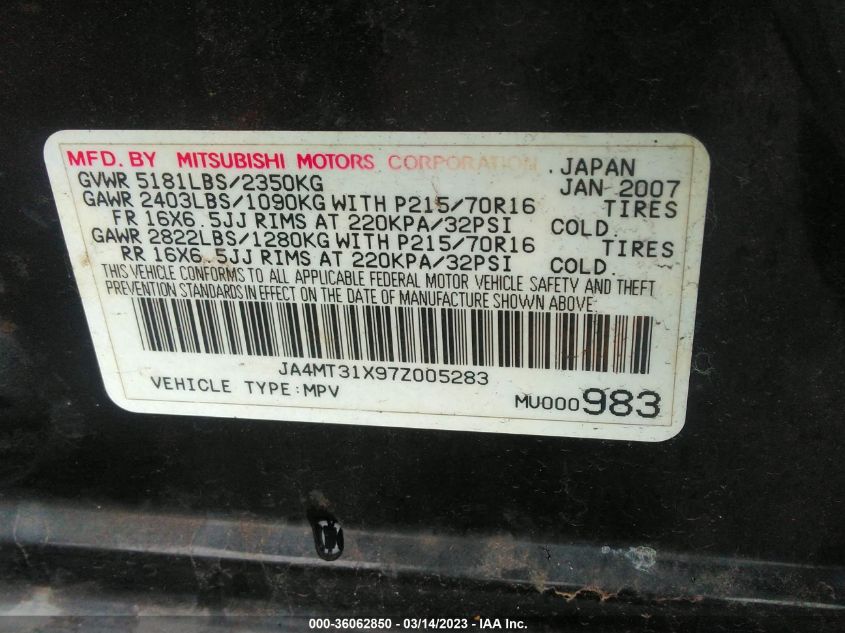 MFD. BY MITSUBISHI MOTORS CORPORATION. JAPAN
GVWR 5181LBS/2350KG JAN 2007
GAWR 2403LBS/1090KG WITH P215/70R16 TIRES
FR 16X6.5JJ RIMS AT 220KPA/32PSI COLD.
GAWR 2822LBS/1280KG WITH P215/70R16 TIRES
RR 16X6.5JJ RIMS AT 220KPA/32PSI COLD.
THIS VEHICLE CONFORMS TO ALL APPLICABLE FEDERAL MOTOR VEHICLE SAFETY AND THEFT
PREVENTION STANDARDS IN EFFECT ON THE DATE OF MANUFACTURE SHOWN ABOVE.
JA4MT31X97Z005283
VEHICLE TYPE:MPV MU000983
000-36062850 - 03/14/2023 - IAA Inc.